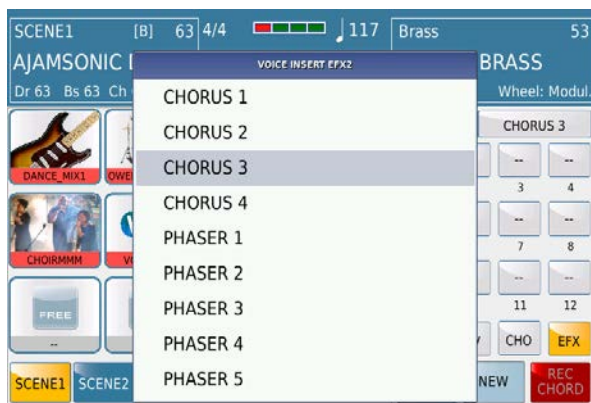 SCENE1 [B] 63 4/4 117 Brass 53
AJAMSONIC BRASS
Dr 63 Bs 63 Ch Wheel: Modul.
VOICE INSERT EFX2
CHORUS 1
CHORUS 2
CHORUS 3
CHORUS 4
PHASER 1
PHASER 2
PHASER 3
PHASER 4
PHASER 5
DANCE_MIX1
CHOIRMMM
FREE
--
CHORUS 3
-- --
3 4
-- --
7 8
-- --
11 12
CHO EFX
SCENE1 SCENE2 NEW REC CHORD